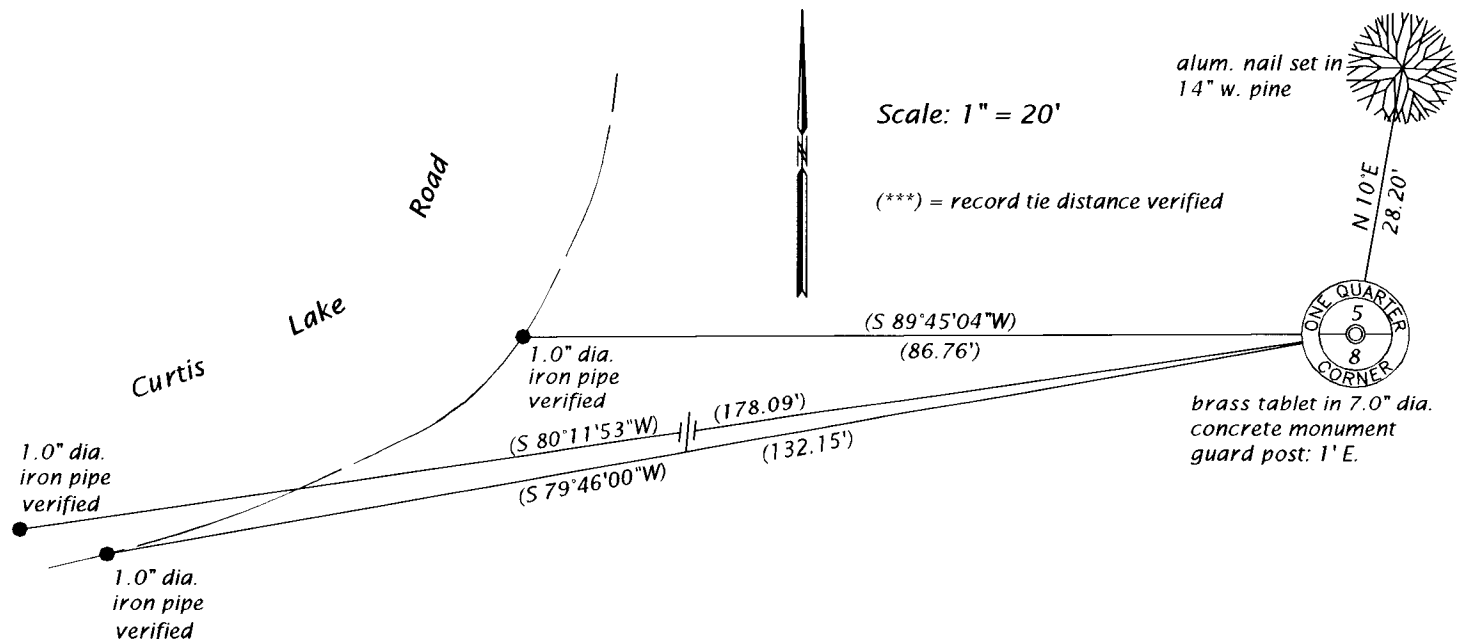 alum. nail set in
14" w. pine
Scale: 1" = 20'
N
(***) = record tie distance verified
N 10°E
28.20'
Road
Lake
Curtis
(S 89°45'04"W)
(86.76')
ONE QUARTER
5
8
CORNER
1.0" dia.
iron pipe
verified
brass tablet in 7.0" dia.
concrete monument
guard post: 1' E.
(178.09')
(S 80°11'53"W)
(132.15')
(S 79°46'00"W)
1.0" dia.
iron pipe
verified
1.0" dia.
iron pipe
verified